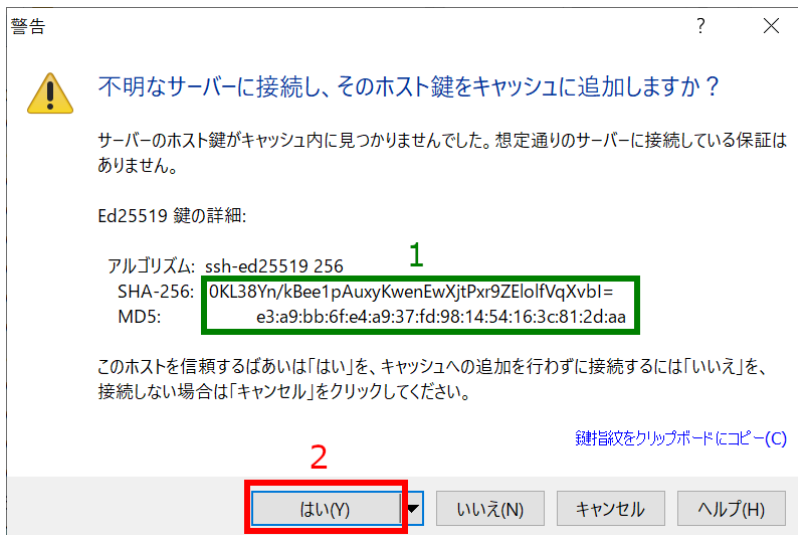 警告
不明なサーバーに接続し、そのホスト鍵をキャッシュに追加しますか？
サーバーのホスト鍵がキャッシュ内に見つかりませんでした。想定通りのサーバーに接続している保証は
ありません。
Ed25519 鍵の詳細:
1
アルゴリズム: ssh-ed25519 256
SHA-256: 0KL38Yn/kBee1pAuxyKwenEwXjtPxr9ZElolfVqXvbI=
MD5: e3:a9:bb:6f:e4:a9:37:fd:98:14:54:16:3c:81:2d:aa
このホストを信頼するばあいは「はい」を、キャッシュへの追加を行わずに接続するには「いいえ」を、
接続しない場合は「キャンセル」をクリックしてください。
鍵指紋をクリップボードにコピー(C)
2
はい(Y) いいえ(N) キャンセル ヘルプ(H)